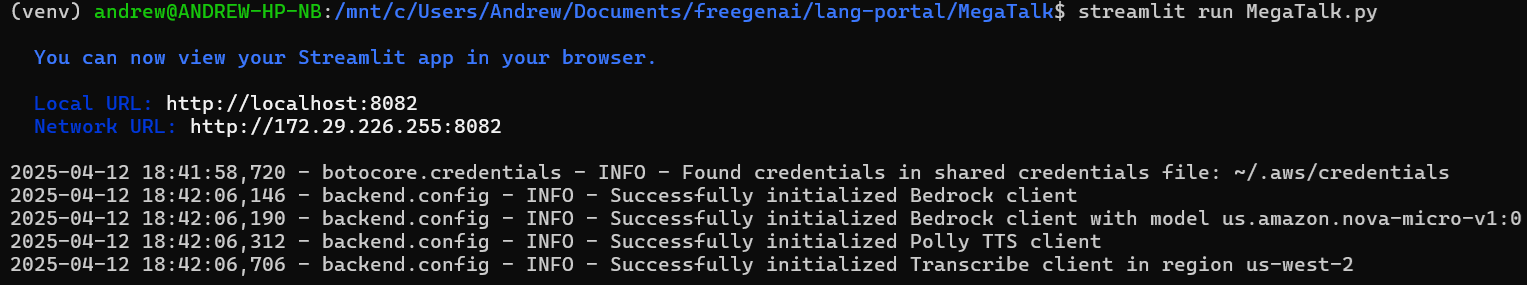 (venv) andrew@ANDREW-HP-NB:/mnt/c/Users/Andrew/Documents/freegenai/lang-portal/MegaTalk$ streamlit run MegaTalk.py
You can now view your Streamlit app in your browser.
Local URL: http://localhost:8082
Network URL: http://172.29.226.255:8082
2025-04-12 18:41:58,720 - botocore.credentials - INFO - Found credentials in shared credentials file: ~/.aws/credentials
2025-04-12 18:42:06,146 - backend.config - INFO - Successfully initialized Bedrock client
2025-04-12 18:42:06,190 - backend.config - INFO - Successfully initialized Bedrock client with model us.amazon.nova-micro-v1:0
2025-04-12 18:42:06,312 - backend.config - INFO - Successfully initialized Polly TTS client
2025-04-12 18:42:06,706 - backend.config - INFO - Successfully initialized Transcribe client in region us-west-2